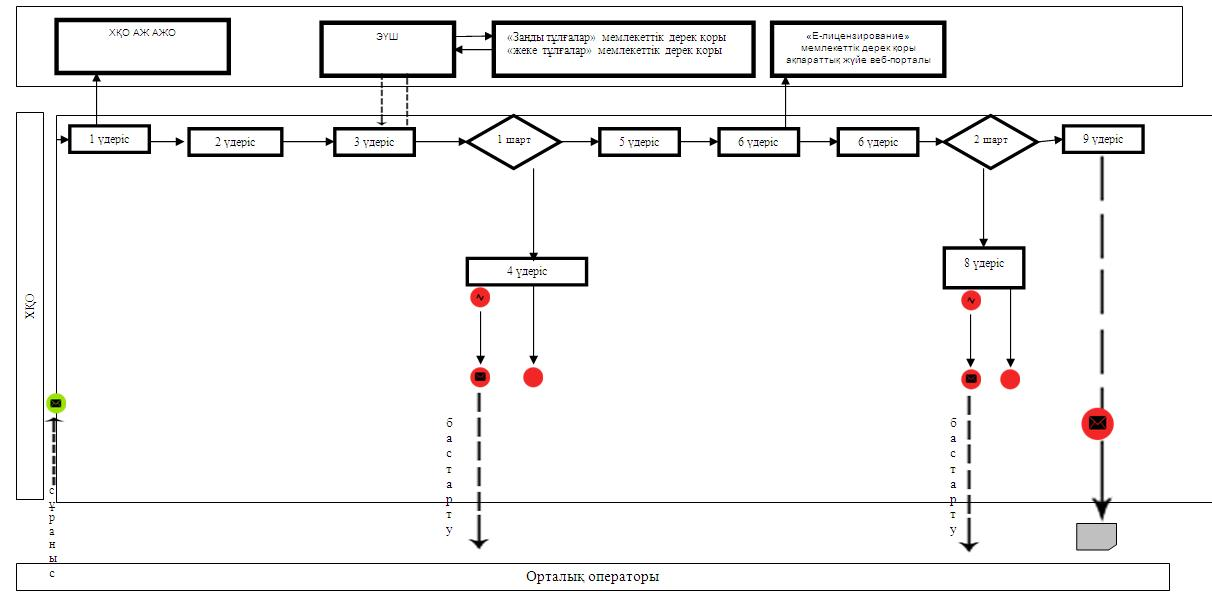 ХҚО АЖ АЖО
ЭҮШ
«Заңды тұлғалар» мемлекеттік дерек қоры
«жеке тұлғалар» мемлекеттік дерек қоры
«Е-лицензирование»
мемлекеттік дерек қоры
ақпараттық жүйе веб-порталы
1 үдеріс
2 үдеріс
3 үдеріс
1 шарт
5 үдеріс
6 үдеріс
6 үдеріс
2 шарт
9 үдеріс
4 үдеріс
8 үдеріс
ХҚО
бастарту
бастарту
сұраныс
Орталық операторы